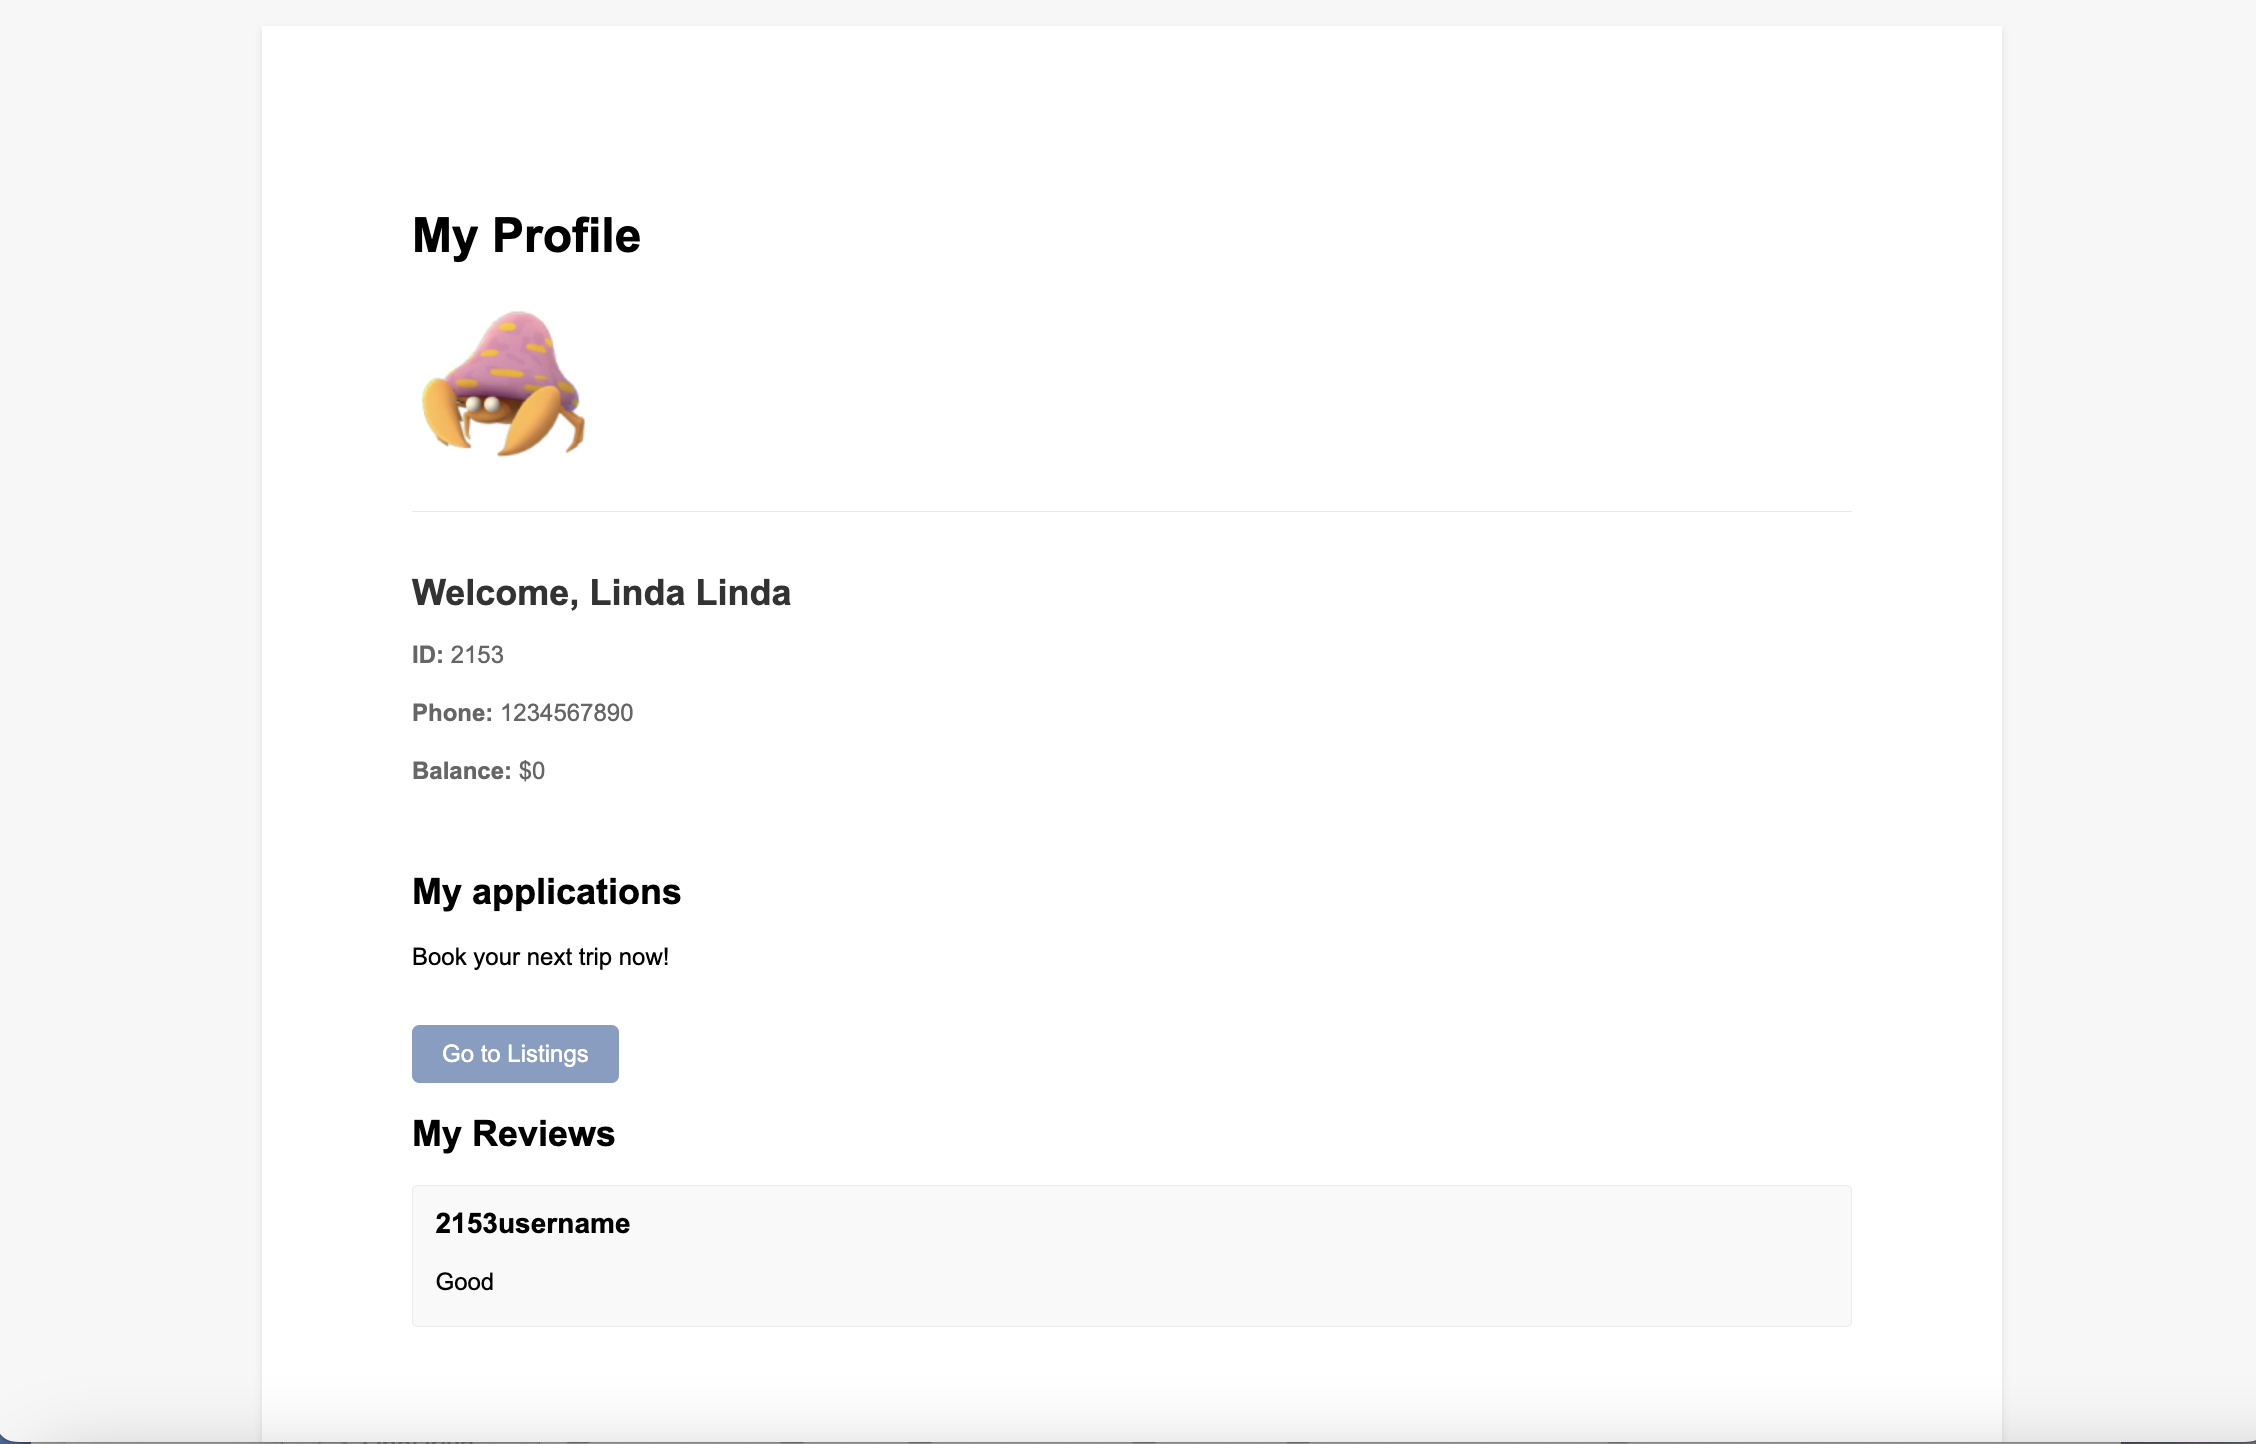 My Profile
Welcome, Linda Linda
ID: 2153
Phone: 1234567890
Balance: $0
My applications
Book your next trip now!
Go to Listings
My Reviews
2153username
Good